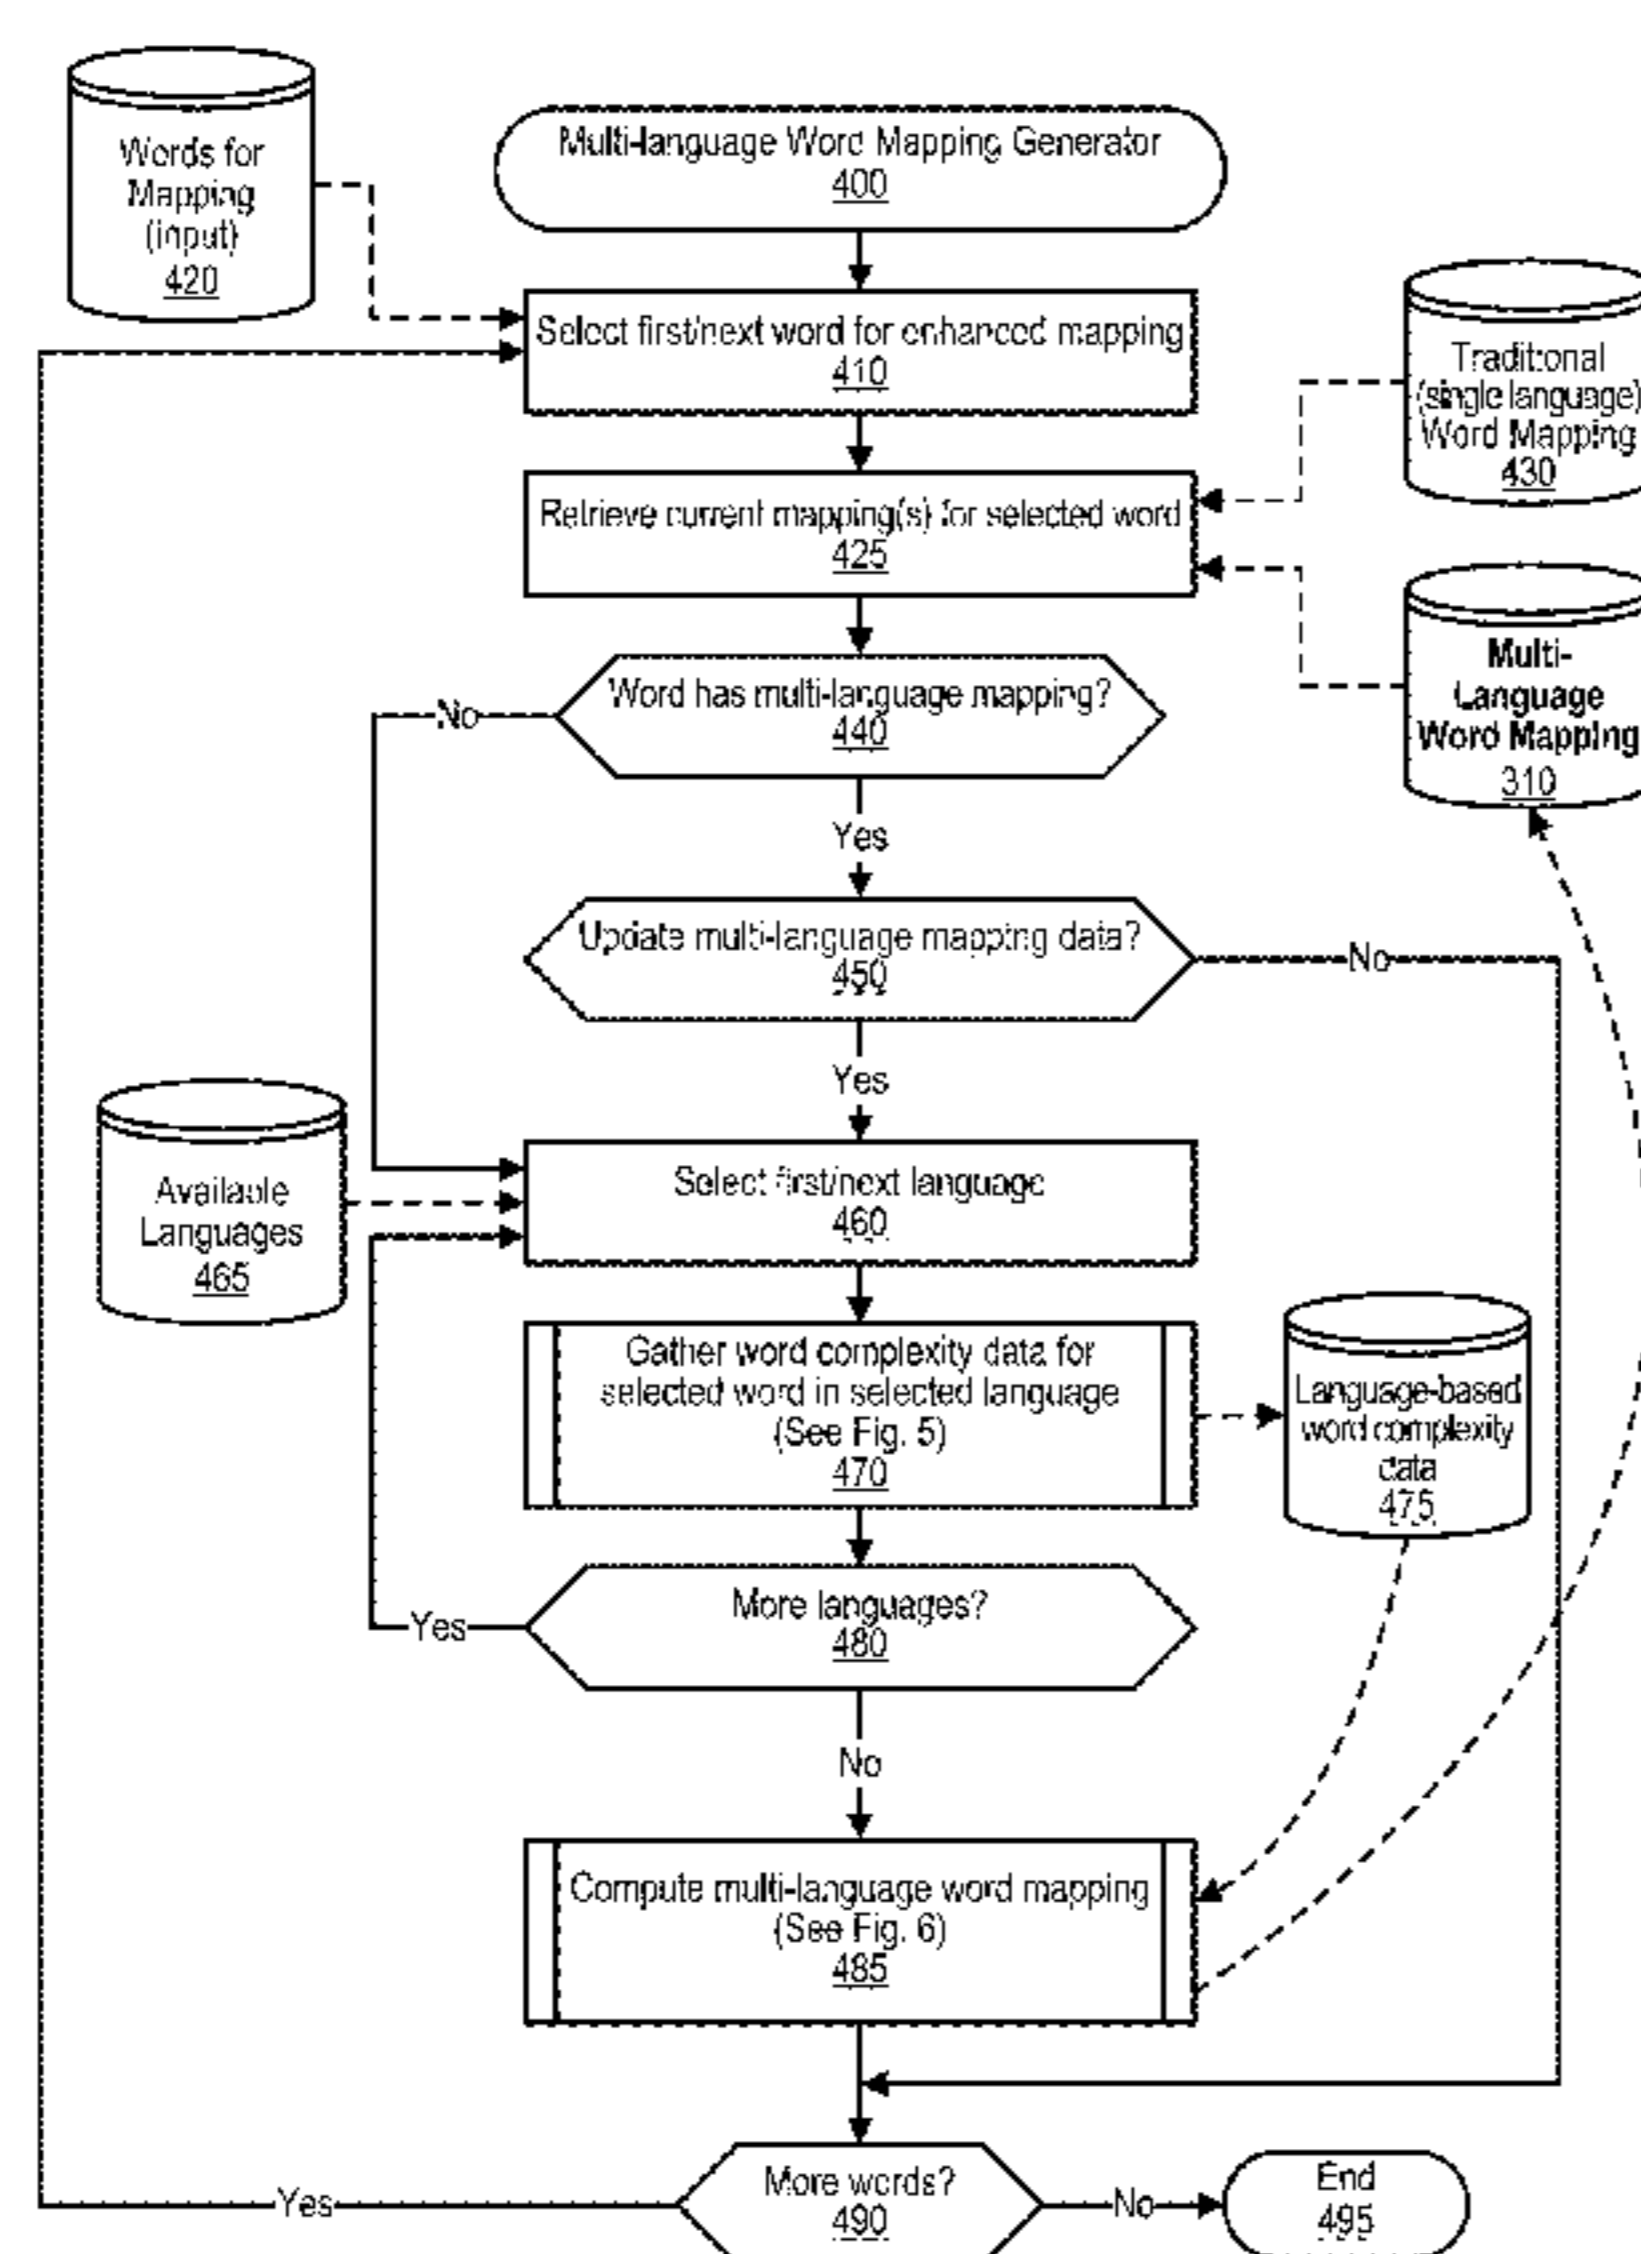 Words for
Mapping
(input)
420
Multi-language Word Mapping Generator
400
Select first/next word for enhanced mapping
410
Traditional
(single language)
Word Mapping
430
Retrieve current mapping(s) for selected word
425
Multi-
Language
Word Mapping
310
Word has multi-language mapping?
440
No
Yes
Update multi-language mapping data?
450
No
Yes
Available
Languages
465
Select first/next language
460
Gather word complexity data for
selected word in selected language
(See Fig. 5)
470
Language-based
word complexity
data
475
More languages?
480
Yes
No
Compute multi-language word mapping
(See Fig. 6)
485
More words?
490
Yes
No
End
495